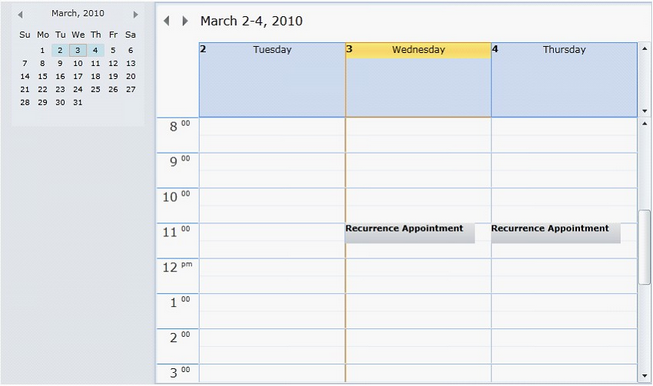 March, 2010
Su Mo Tu We Th Fr Sa
1 2 3 4 5 6
7 8 9 10 11 12 13
14 15 16 17 18 19 20
21 22 23 24 25 26 27
28 29 30 31
March 2-4, 2010
2 Tuesday 3 Wednesday 4 Thursday
8 00
9 00
10 00
11 00 Recurrence Appointment Recurrence Appointment
12 pm
1 00
2 00
3 00